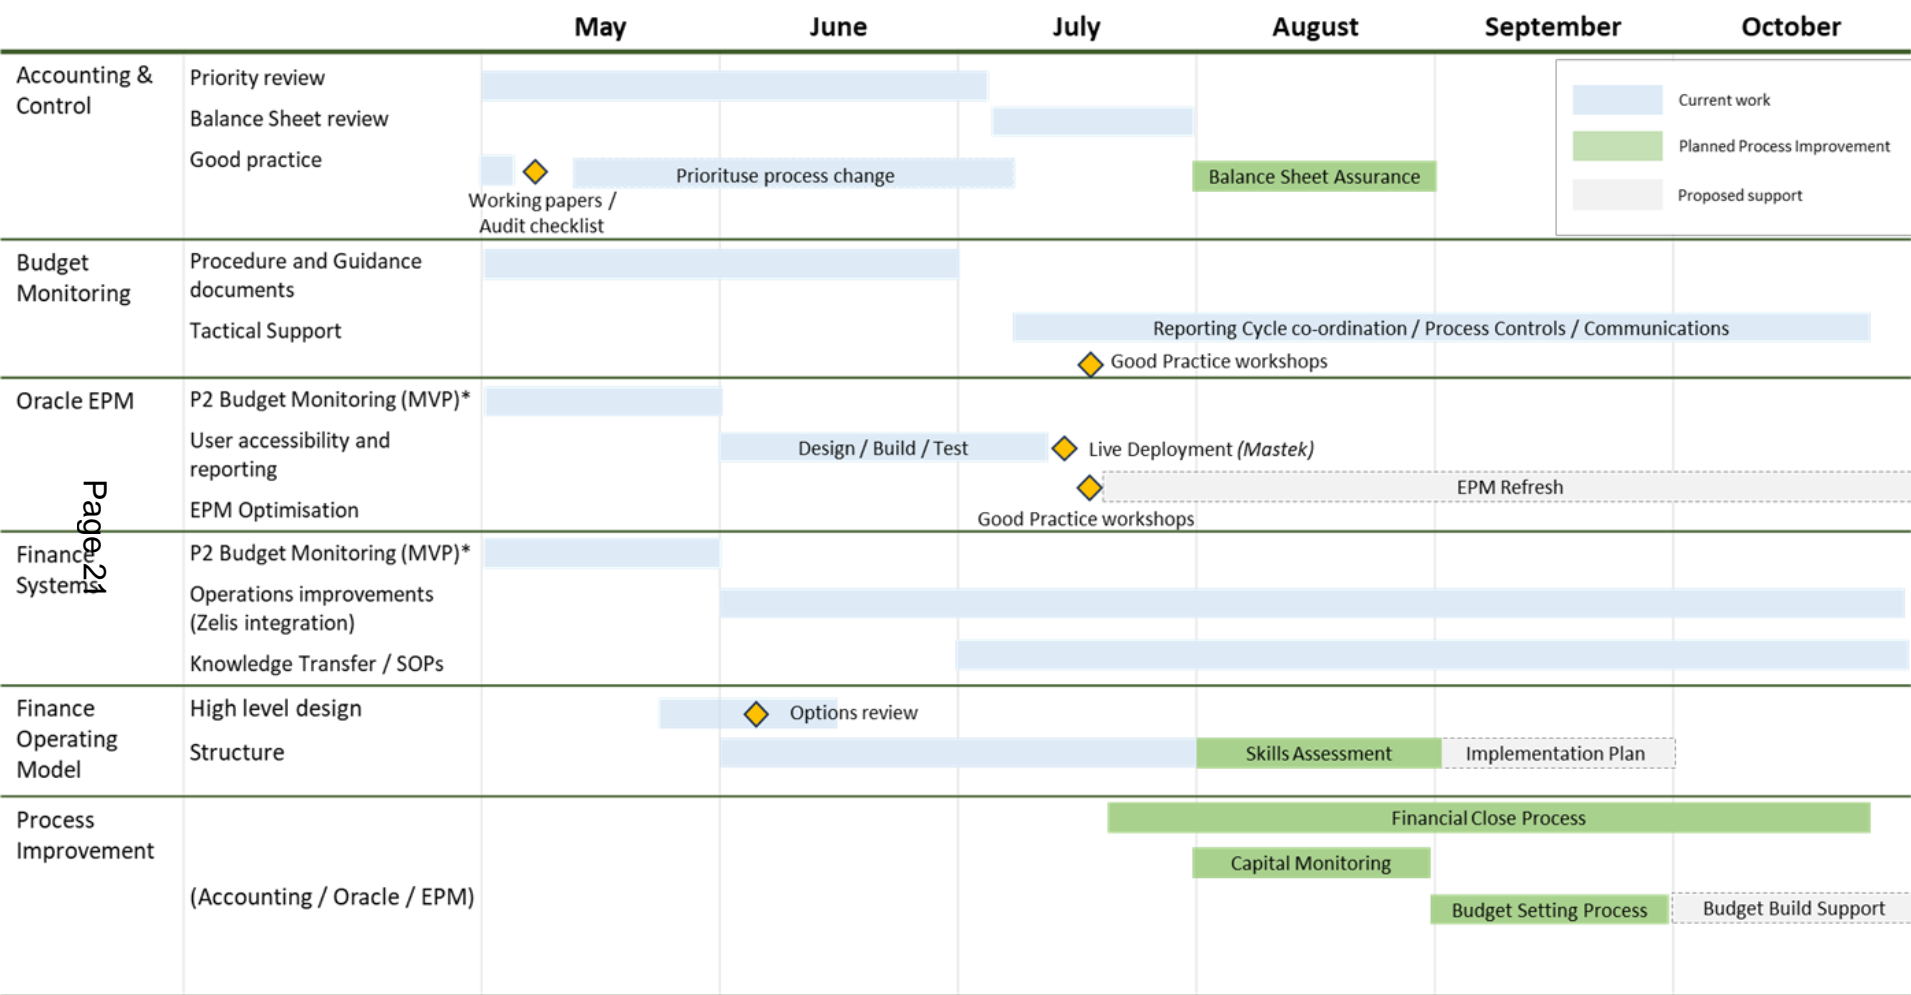 May June July August September October
Accounting &
Control
Priority review
Balance Sheet review
Good practice
Priorituse process change
Balance Sheet Assurance
Working papers /
Audit checklist
Current work
Planned Process Improvement
Proposed support
Budget
Monitoring
Procedure and Guidance
documents
Tactical Support
Reporting Cycle co-ordination / Process Controls / Communications
Good Practice workshops
Oracle EPM
P2 Budget Monitoring (MVP)*
User accessibility and
reporting
Design / Build / Test
Live Deployment (Mastek)
EPM Refresh
EPM Optimisation
Good Practice workshops
Page 21
Finance
Systems
P2 Budget Monitoring (MVP)*
Operations improvements
(Zelis integration)
Knowledge Transfer / SOPs
Finance
Operating
Model
High level design
Options review
Structure
Skills Assessment
Implementation Plan
Process
Improvement
Financial Close Process
Capital Monitoring
(Accounting / Oracle / EPM)
Budget Setting Process
Budget Build Support